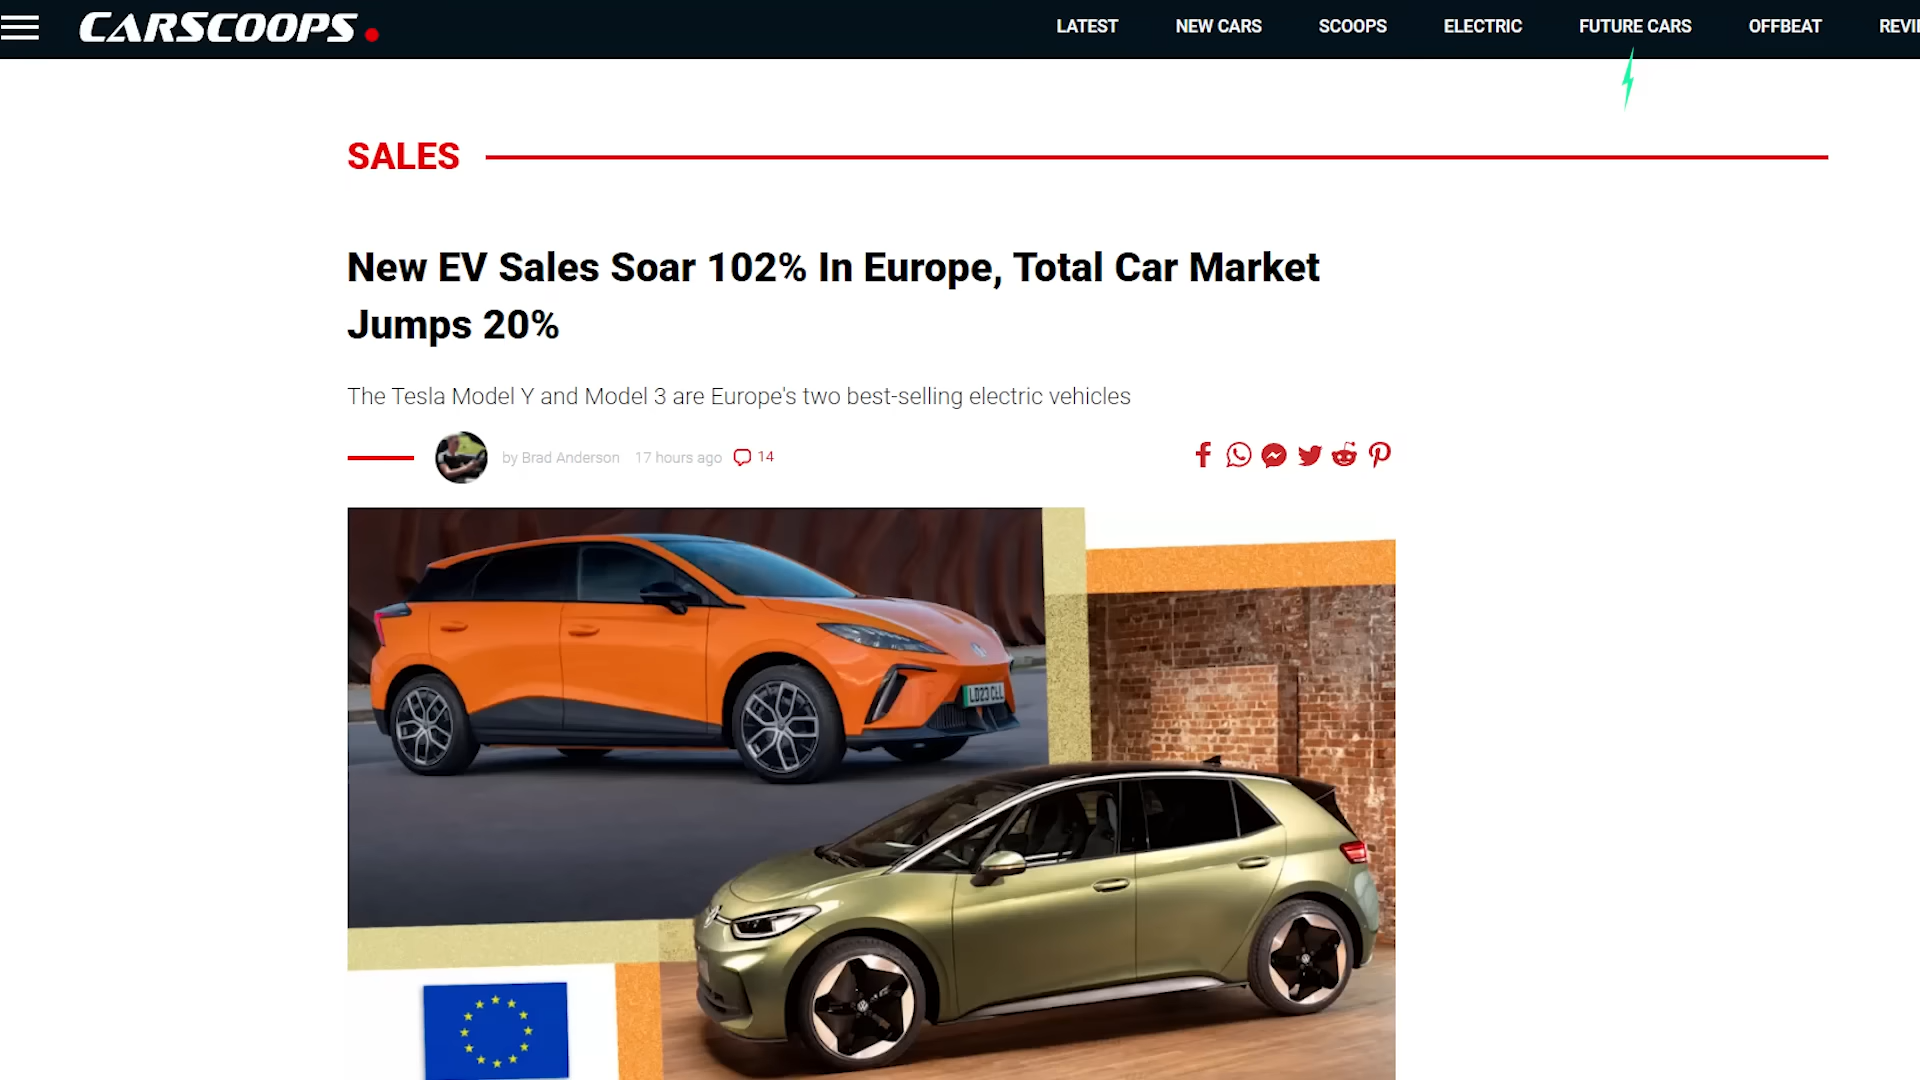 CARSCOOPS
LATEST
NEW CARS
SCOOPS
ELECTRIC
FUTURE CARS
OFFBEAT
SALES
New EV Sales Soar 102% In Europe, Total Car Market
Jumps 20%
The Tesla Model Y and Model 3 are Europe's two best-selling electric vehicles
by Brad Anderson
17 hours ago
14